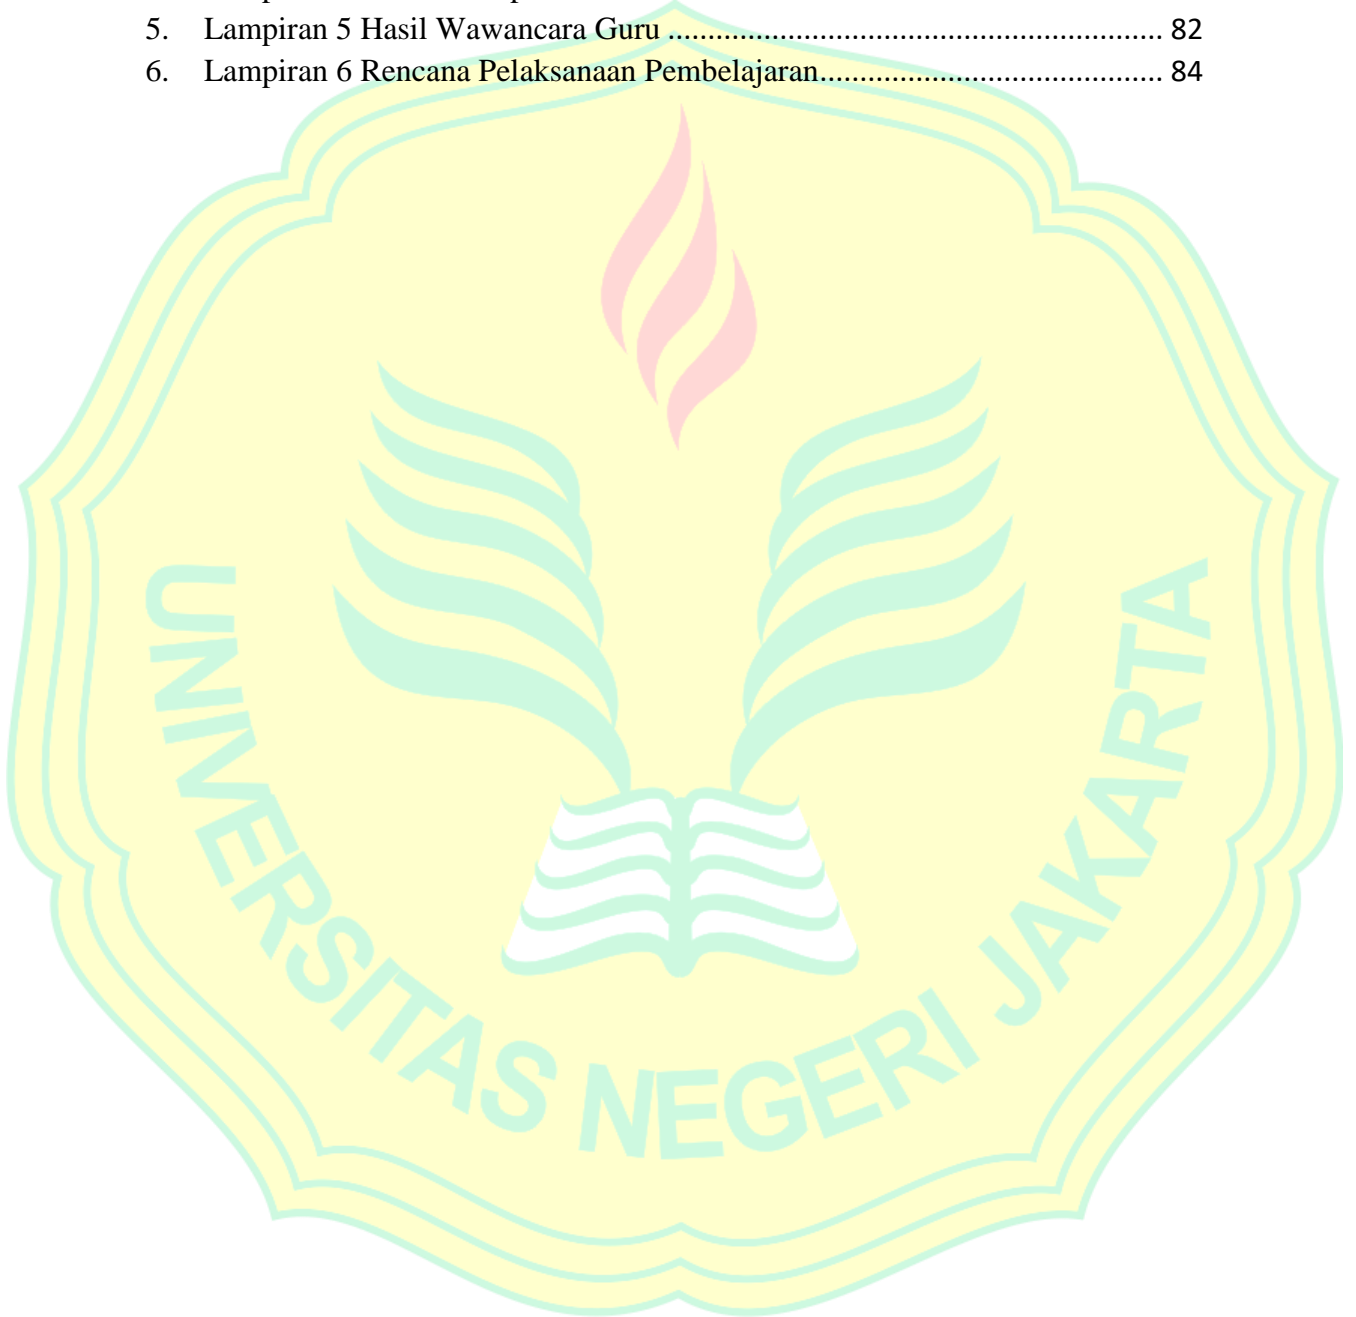 5. Lampiran 5 Hasil Wawancara Guru .............................................................. 82
6. Lampiran 6 Rencana Pelaksanaan Pembelajaran........................................... 84
UNIVERSITAS NEGERI JAKARTA